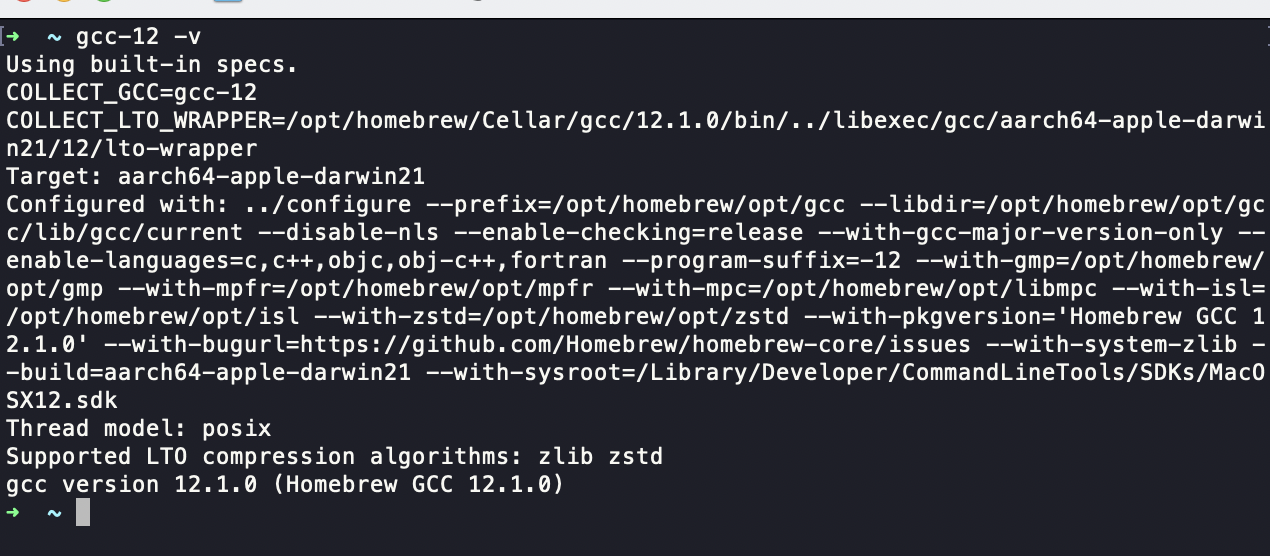 ➜  ~ gcc-12 -v
Using built-in specs.
COLLECT_GCC=gcc-12
COLLECT_LTO_WRAPPER=/opt/homebrew/Cellar/gcc/12.1.0/bin/../libexec/gcc/aarch64-apple-darwi
n21/12/lto-wrapper
Target: aarch64-apple-darwin21
Configured with: ../configure --prefix=/opt/homebrew/opt/gcc --libdir=/opt/homebrew/opt/gc
c/lib/gcc/current --disable-nls --enable-checking=release --with-gcc-major-version-only --
enable-languages=c,c++,objc,obj-c++,fortran --program-suffix=-12 --with-gmp=/opt/homebrew/
opt/gmp --with-mpfr=/opt/homebrew/opt/mpfr --with-mpc=/opt/homebrew/opt/libmpc --with-isl=
/opt/homebrew/opt/isl --with-zstd=/opt/homebrew/opt/zstd --with-pkgversion='Homebrew GCC 1
2.1.0' --with-bugurl=https://github.com/Homebrew/homebrew-core/issues --with-system-zlib -
-build=aarch64-apple-darwin21 --with-sysroot=/Library/Developer/CommandLineTools/SDKs/MacO
SX12.sdk
Thread model: posix
Supported LTO compression algorithms: zlib zstd
gcc version 12.1.0 (Homebrew GCC 12.1.0)
➜  ~